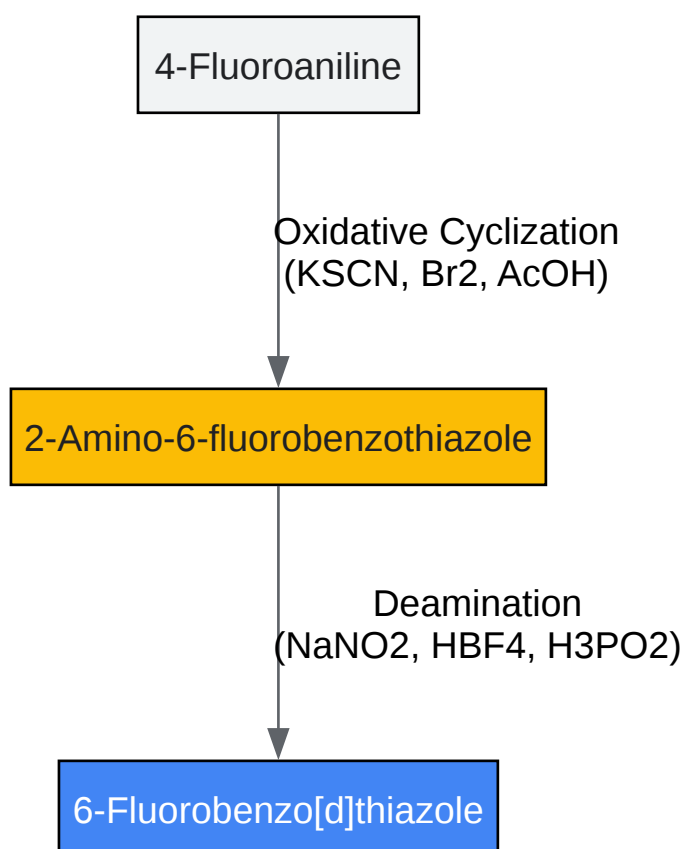 4-Fluoroaniline
Oxidative Cyclization
(KSCN, Br2, AcOH)
2-Amino-6-fluorobenzothiazole
Deamination
(NaNO2, HBF4, H3PO2)
6-Fluorobenzo[d]thiazole